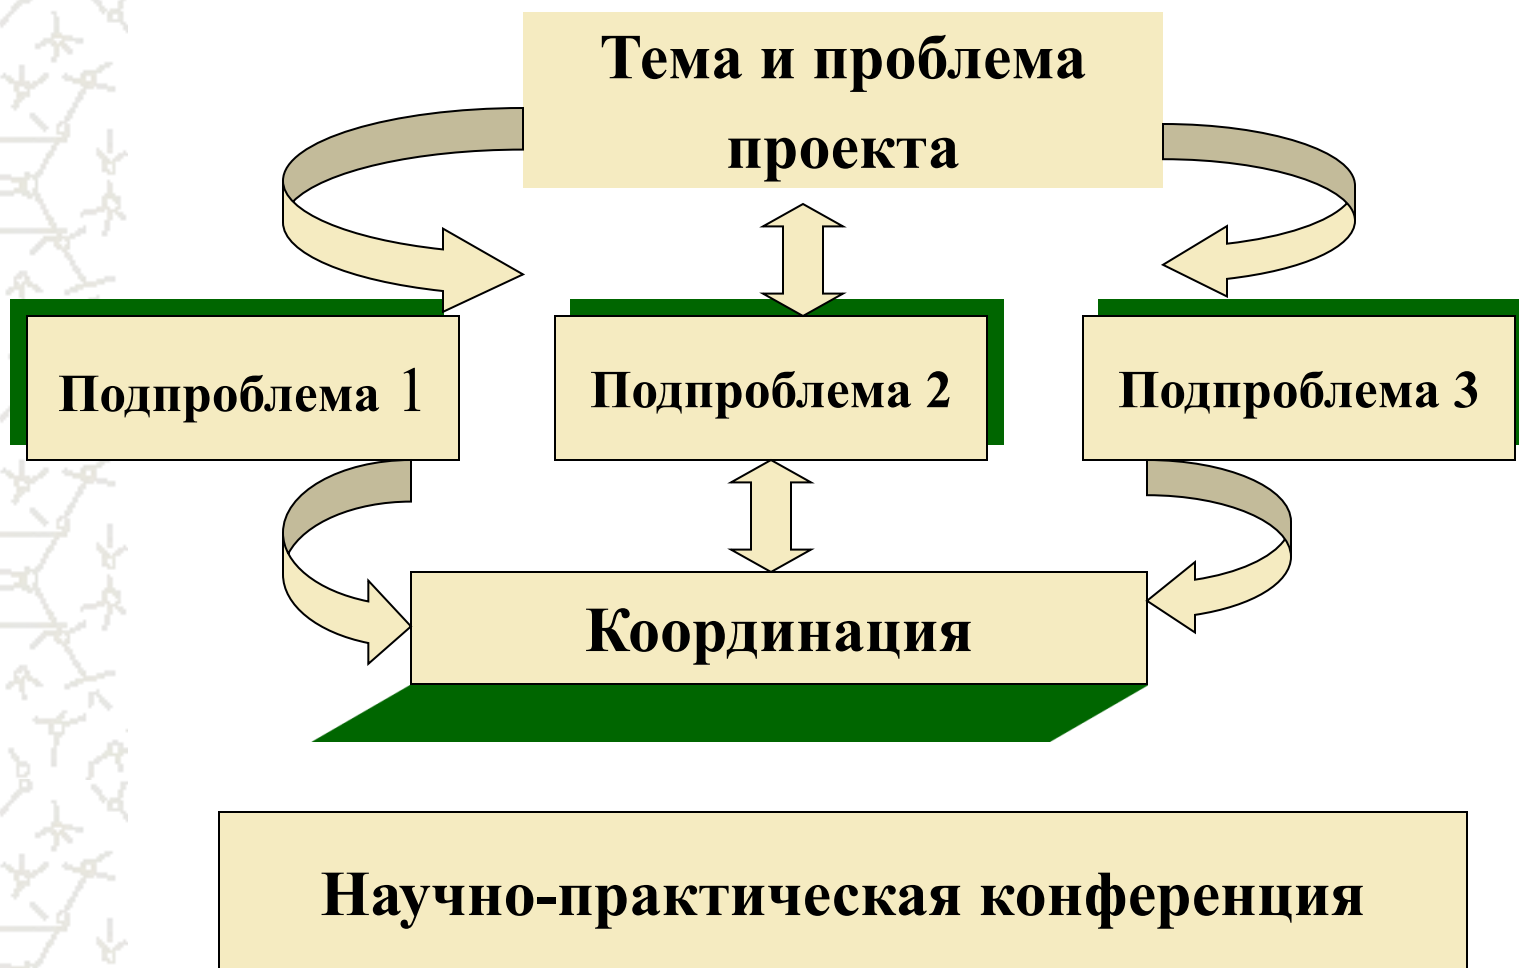 Тема и проблема
проекта
Подпроблема 1
Подпроблема 2
Подпроблема 3
Координация
Научно-практическая конференция